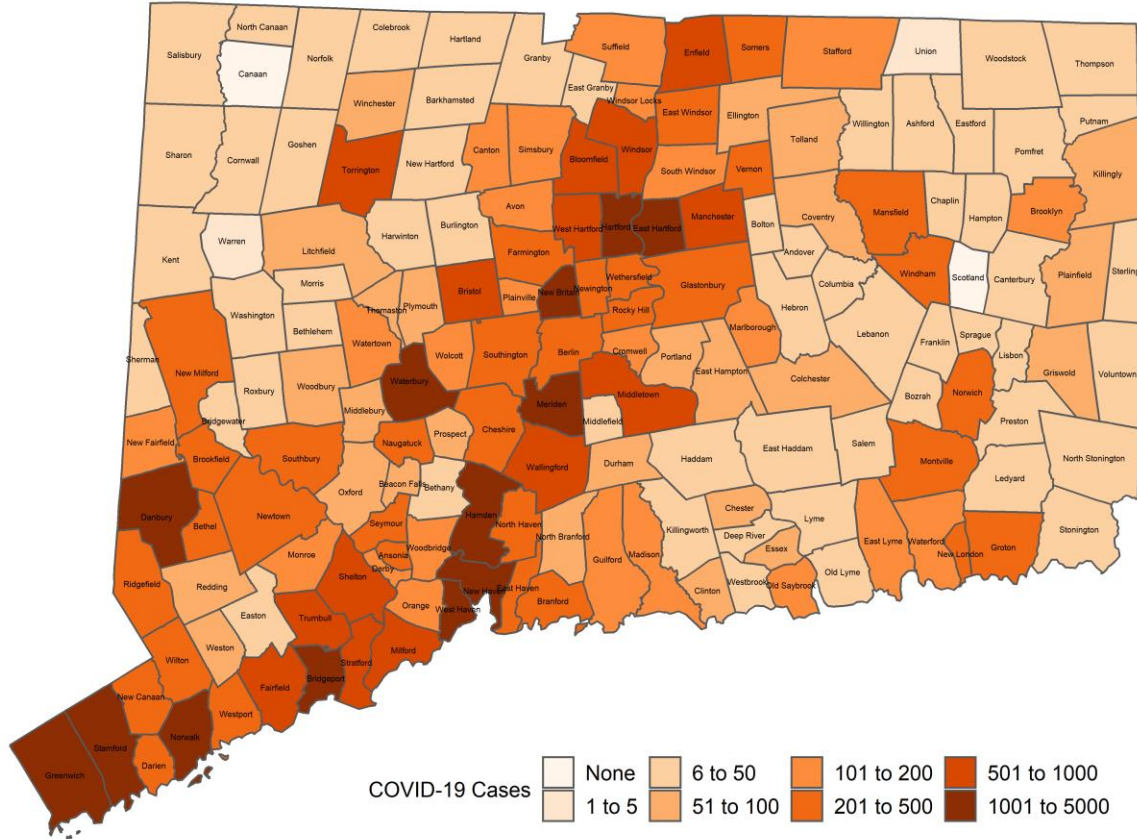 North Canaan
Colebrook
Hartland
Salisbury
Norfolk
Granby
Suffield
Enfield
Somers
Stafford
Union
Woodstock
Thompson
Canaan
East Granby
Windsor Locks
East Windsor
Ellington
Winchester
Barkhamsted
Putnam
Willington
Ashford
Eastford
Tolland
Pomfret
Sharon
Cornwall
Goshen
Torrington
New Hartford
Canton
Simsbury
Bloomfield
Windsor
South Windsor
Vernon
Killingly
Chaplin
Hampton
Brooklyn
Mansfield
Avon
West Hartford
Hartford
East Hartford
Manchester
Bolton
Coventry
Kent
Warren
Litchfield
Harwinton
Burlington
Farmington
Andover
Windham
Scotland
Canterbury
Plainfield
Sterling
Morris
Bristol
Plainville
New Britain
Newington
Wethersfield
Glastonbury
Columbia
Hebron
Washington
Bethlehem
Thomaston
Plymouth
Rocky Hill
Marlborough
Lebanon
Franklin
Sprague
Lisbon
Griswold
Voluntown
Sherman
New Milford
Watertown
Wolcott
Southington
Berlin
Cromwell
Portland
East Hampton
Colchester
Roxbury
Woodbury
Waterbury
Middletown
Norwich
Bozrah
Preston
Bridgewater
Middlebury
Meriden
Middlefield
New Fairfield
Brookfield
Southbury
Naugatuck
Prospect
Cheshire
Wallingford
Durham
Haddam
East Haddam
Salem
Montville
North Stonington
Ledyard
Danbury
Bethel
Newtown
Oxford
Beacon Falls
Bethany
Hamden
Seymour
North Haven
North Branford
Killingworth
Chester
Lyme
Deep River
Stonington
Ridgefield
Redding
Monroe
Ansonia
Derby
Woodbridge
Guilford
Madison
Essex
East Lyme
Waterford
New London
Groton
Shelton
Orange
New Haven
East Haven
West Haven
Branford
Clinton
Westbrook
Old Saybrook
Old Lyme
Easton
Trumbull
Weston
Wilton
Milford
Stratford
Bridgeport
Fairfield
New Canaan
Westport
Norwalk
Stamford
Greenwich
Darien
COVID-19 Cases
None
6 to 50
101 to 200
501 to 1000
1 to 5
51 to 100
201 to 500
1001 to 5000